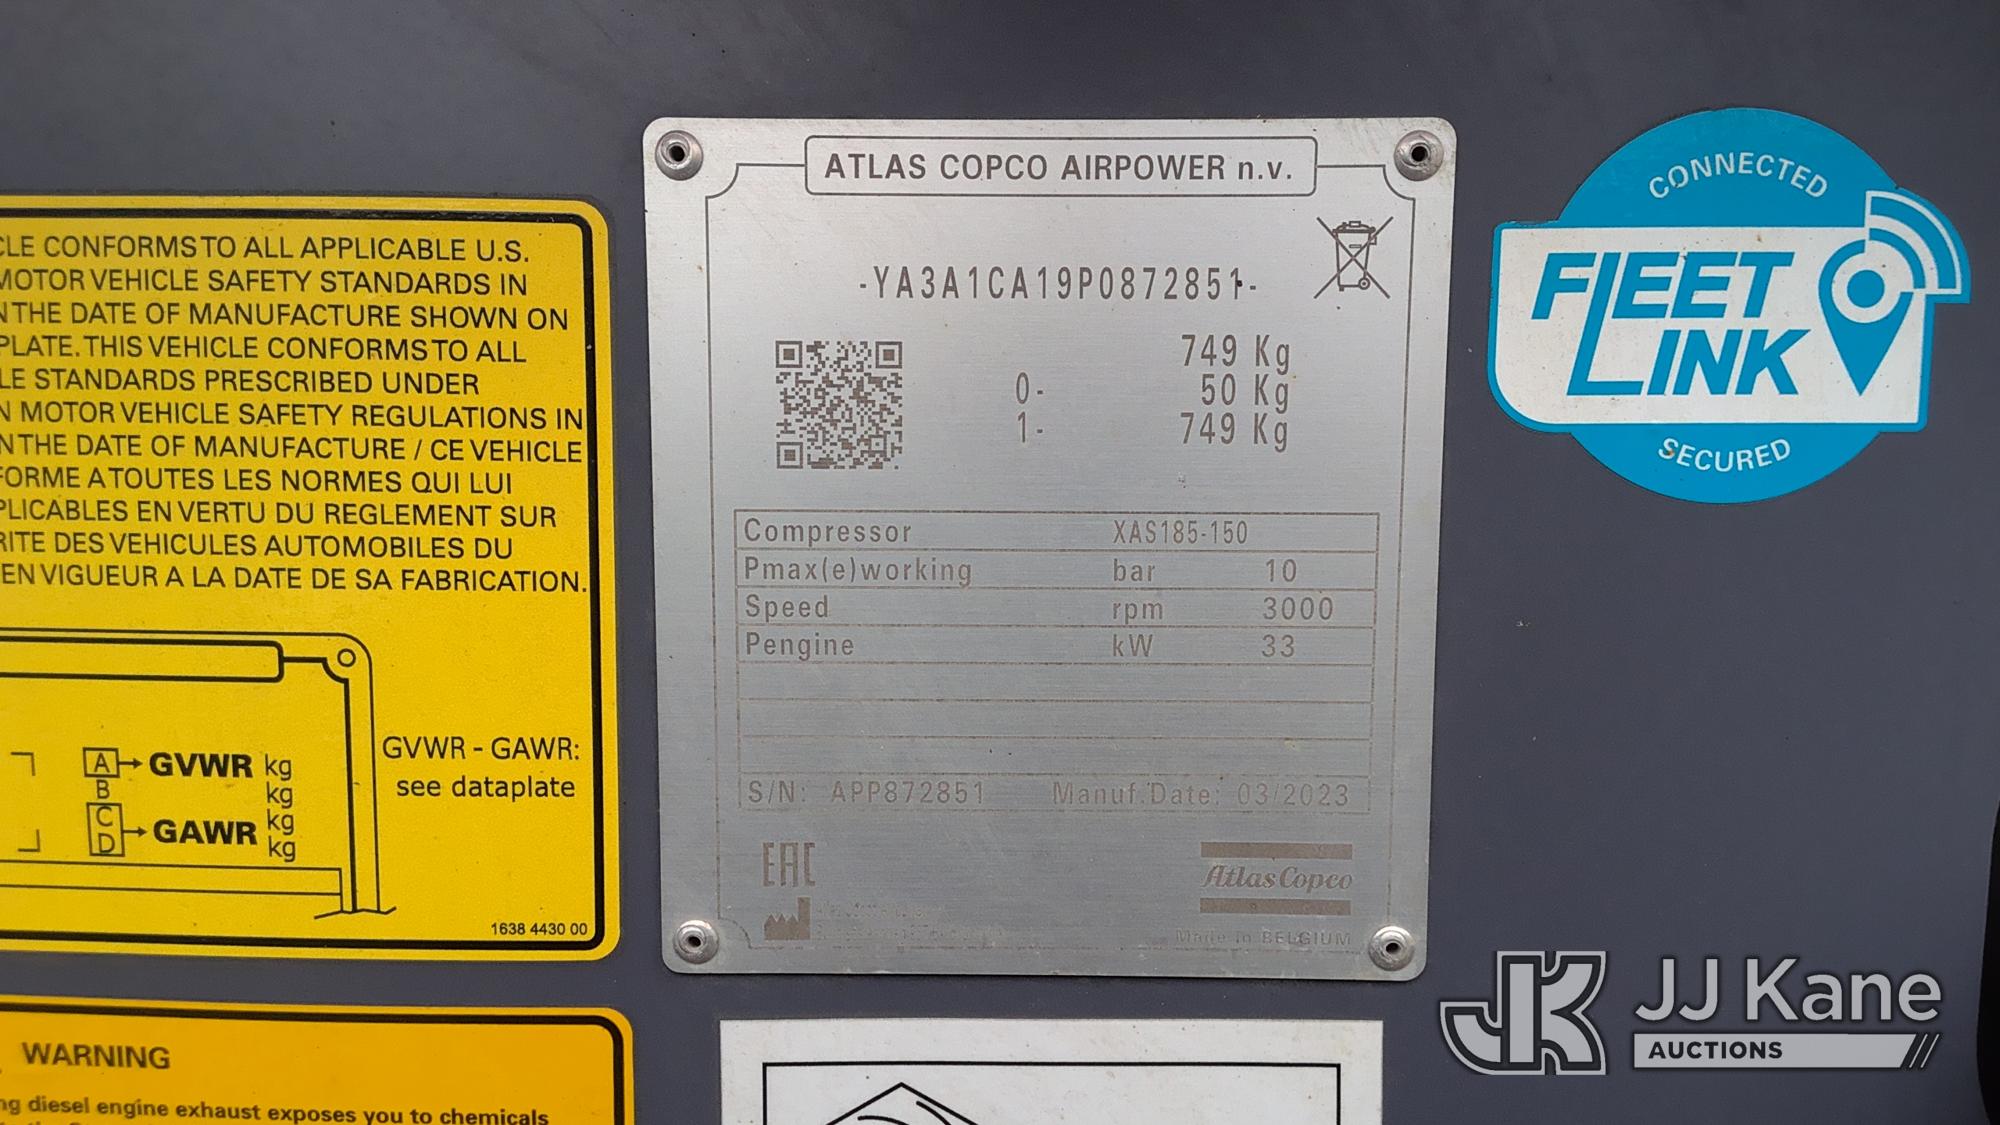 CLE CONFORMS TO ALL APPLICABLE U.S.
MOTOR VEHICLE SAFETY STANDARDS IN
N THE DATE OF MANUFACTURE SHOWN ON
PLATE. THIS VEHICLE CONFORMS TO ALL
LE STANDARDS PRESCRIBED UNDER
N MOTOR VEHICLE SAFETY REGULATIONS IN
N THE DATE OF MANUFACTURE / CE VEHICLE
FORME A TOUTES LES NORMES QUI LUI
PLICABLES EN VERTU DU REGLEMENT SUR
RITE DES VEHICULES AUTOMOBILES DU
EN VIGUEUR A LA DATE DE SA FABRICATION.
A GVWR kg
B kg
C GAWR kg
D kg
GVWR - GAWR:
see dataplate
1638 4430 00
WARNING
ng diesel engine exhaust exposes you to chemicals
ATLAS COPCO AIRPOWER n.v.
-YA3A1CA19P0872851-
749 Kg
0- 50 Kg
1- 749 Kg
Compressor XAS185-150
Pmax(e)working bar 10
Speed rpm 3000
Pengine kW 33
S/N: APP872851 Manuf.Date: 03/2023
EAC
Atlas Copco
Made in BELGIUM
CONNECTED
FLEET
LINK
SECURED
JK
JJ Kane
AUCTIONS